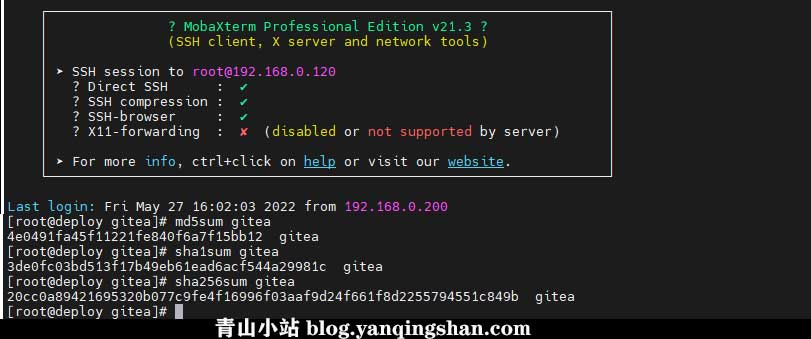 ? MobaXterm Professional Edition v21.3 ?
(SSH client, X server and network tools)
➤ SSH session to root@192.168.0.120
? Direct SSH : ✔
? SSH compression : ✔
? SSH-browser : ✔
? X11-forwarding : ✘ (disabled or not supported by server)
➤ For more info, ctrl+click on help or visit our website.
Last login: Fri May 27 16:02:03 2022 from 192.168.0.200
[root@deploy gitea]# md5sum gitea
4e0491fa45f11221fe840f6a7f15bb12 gitea
[root@deploy gitea]# sha1sum gitea
3de0fc03bd513f17b49eb61ead6acf544a29981c gitea
[root@deploy gitea]# sha256sum gitea
20cc0a89421695320b077c9fe4f16996f03aaf9d24f661f8d2255794551c849b gitea
[root@deploy gitea]#
青山小站 blog.yanqingshan.com